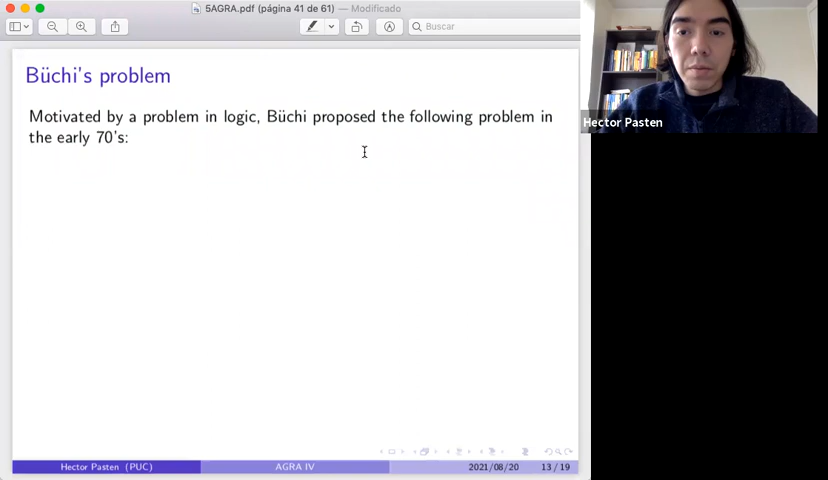 5AGRA.pdf (página 41 de 61) — Modificado
Buscar
Büchi's problem
Motivated by a problem in logic, Büchi proposed the following problem in
the early 70's:
Hector Pasten
Hector Pasten (PUC) AGRA IV 2021/08/20 13 / 19